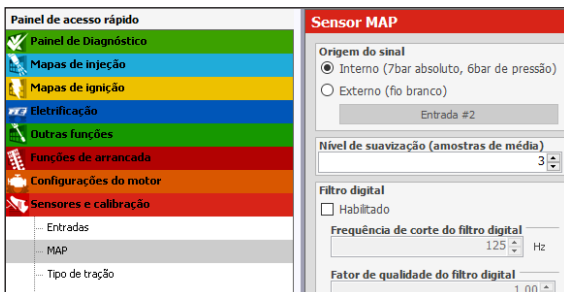 Painel de acesso rápido
Painel de Diagnóstico
Mapas de injeção
Mapas de ignição
Eletrificação
Outras funções
Funções de arrancada
Configurações do motor
Sensores e calibração
Entradas
MAP
Tipo de tração
Sensor MAP
Origem do sinal
Interno (7bar absoluto, 6bar de pressão)
Externo (fio branco)
Entrada #2
Nível de suavização (amostras de média)
3
Filtro digital
Habilitado
Frequência de corte do filtro digital
125 Hz
Fator de qualidade do filtro digital
1.00